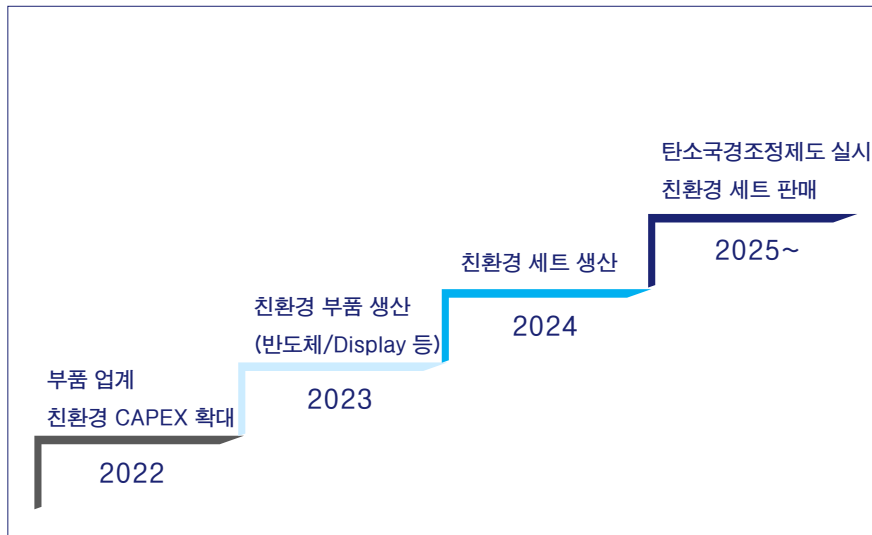 부품 업계
친환경 CAPEX 확대
2022
친환경 부품 생산
(반도체/Display 등)
2023
친환경 세트 생산
2024
탄소국경조정제도 실시
친환경 세트 판매
2025~